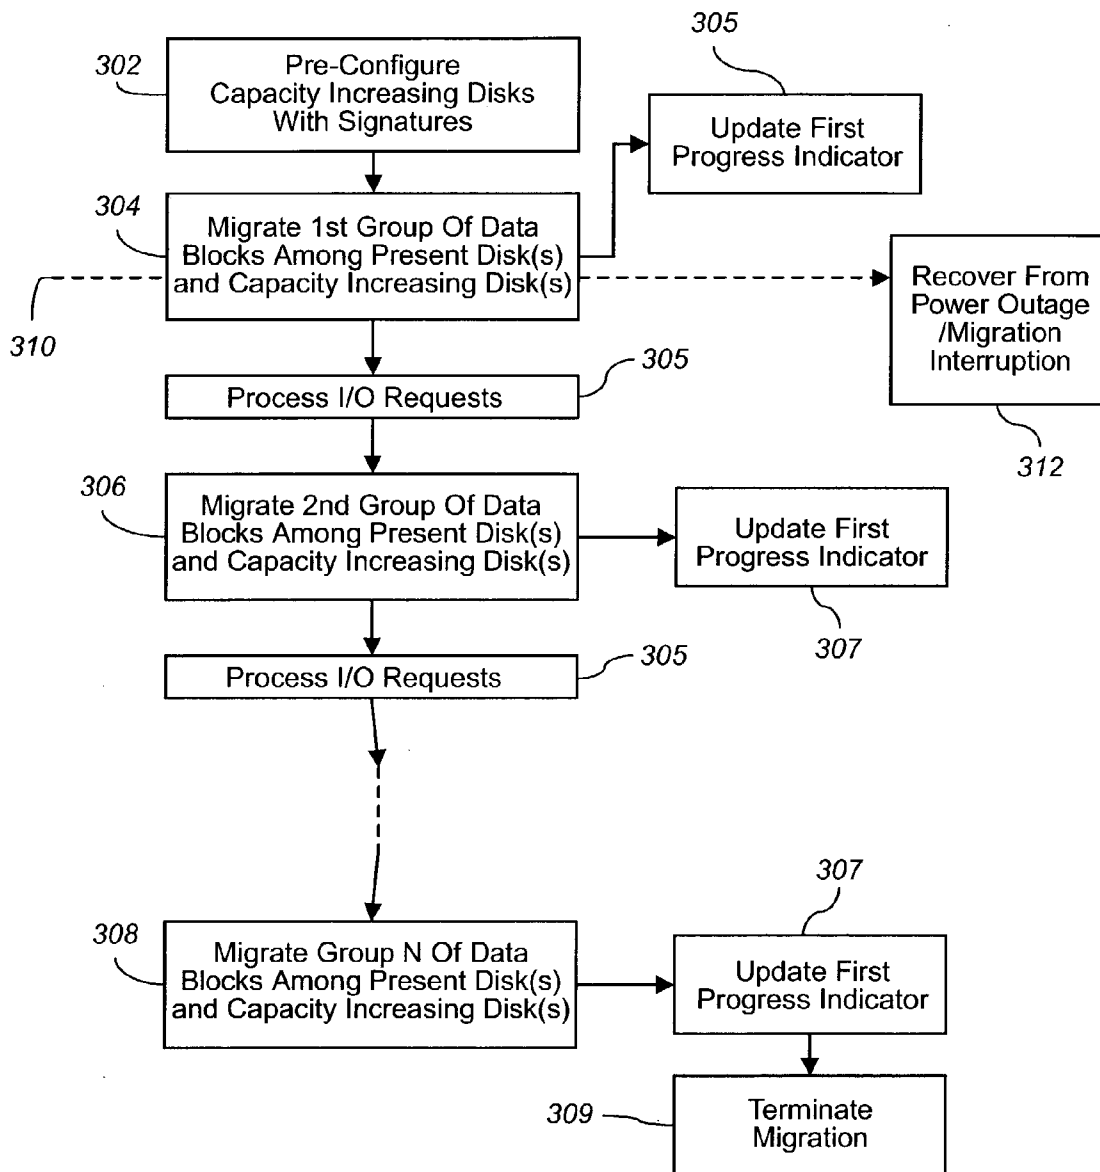 305
302
Pre-Configure
Capacity Increasing Disks
With Signatures
Update First
Progress Indicator
304
Migrate 1st Group Of Data
Blocks Among Present Disk(s)
and Capacity Increasing Disk(s)
310
Recover From
Power Outage
/Migration
Interruption
312
305
Process I/O Requests
306
Migrate 2nd Group Of Data
Blocks Among Present Disk(s)
and Capacity Increasing Disk(s)
Update First
Progress Indicator
307
305
Process I/O Requests
307
308
Migrate Group N Of Data
Blocks Among Present Disk(s)
and Capacity Increasing Disk(s)
Update First
Progress Indicator
309
Terminate
Migration